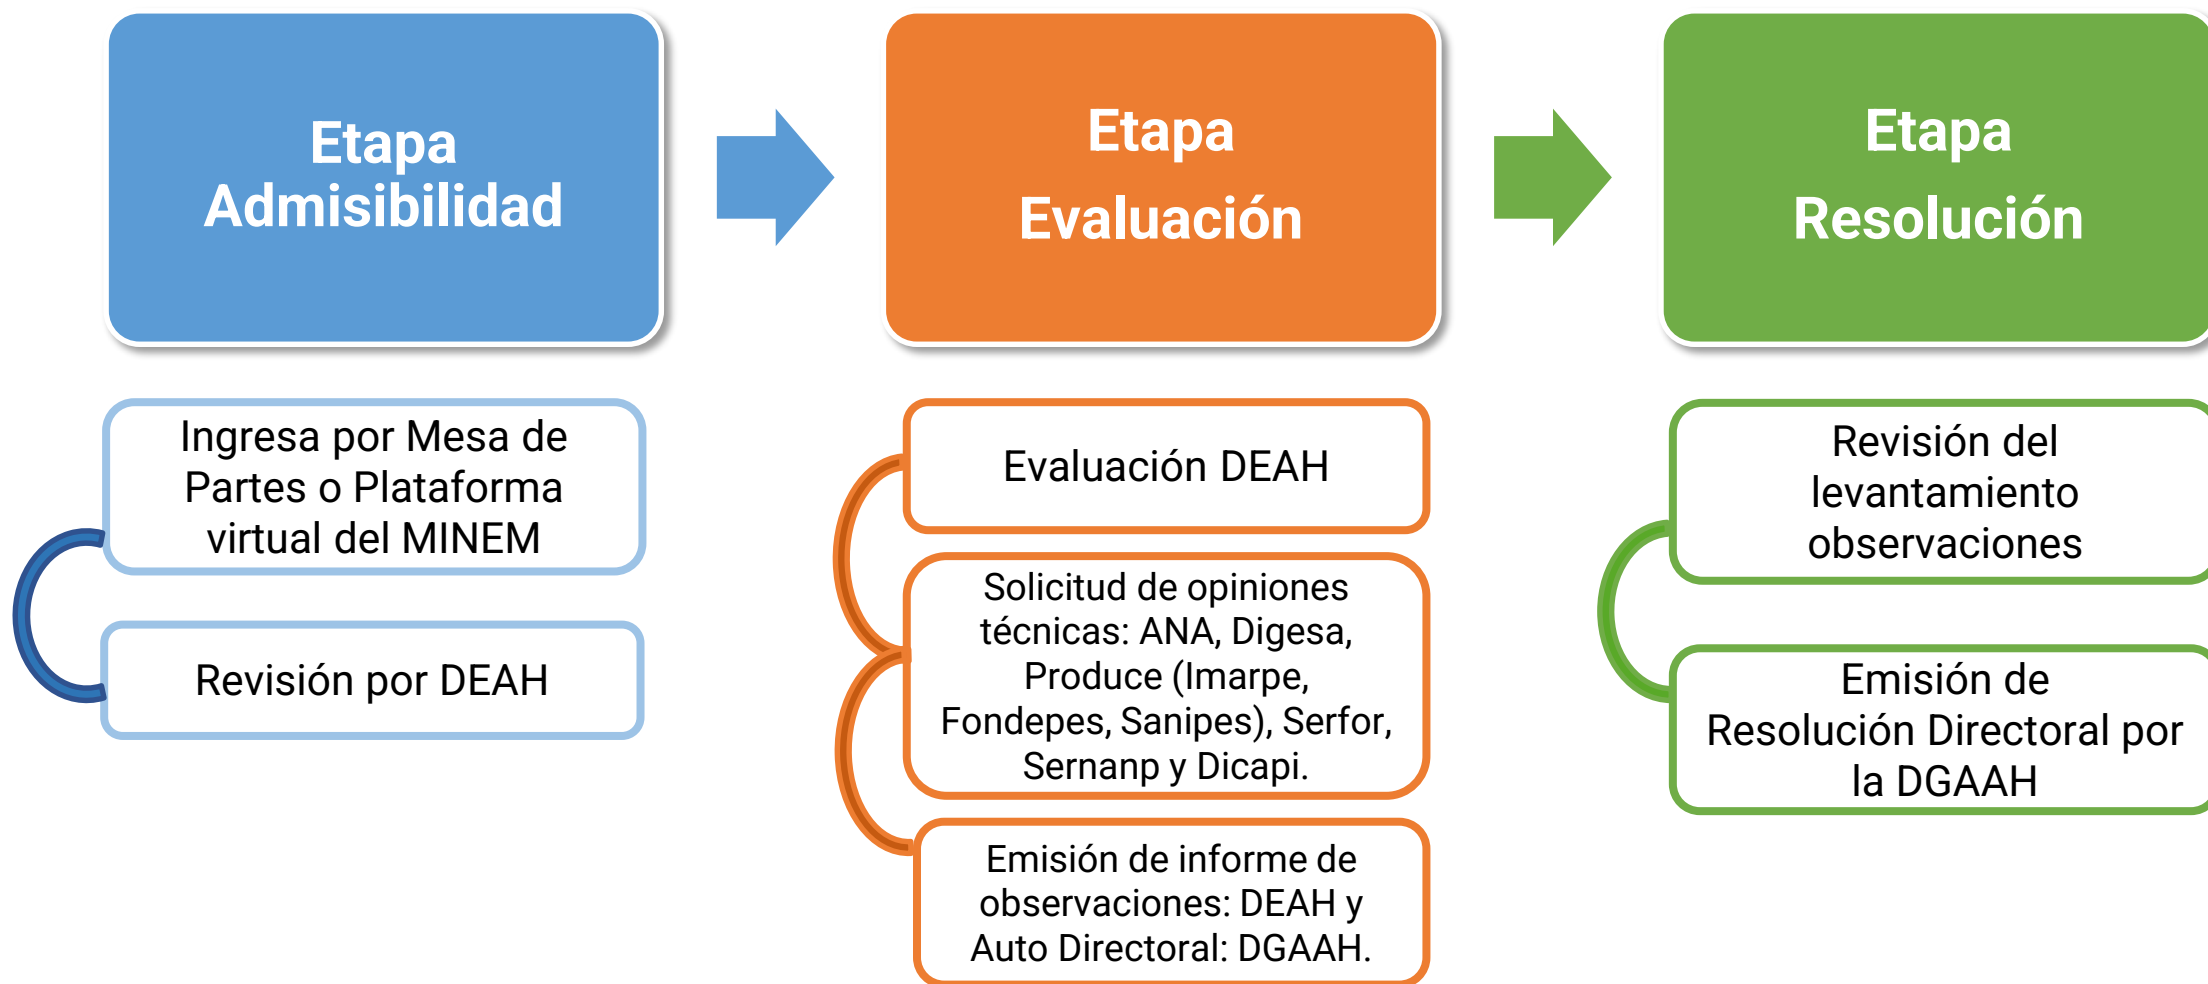 Etapa
Admisibilidad
Ingresa por Mesa de
Partes o Plataforma
virtual del MINEM
Revisión por DEAH
Etapa
Evaluación
Evaluación DEAH
Solicitud de opiniones
técnicas: ANA, Digesa,
Produce (Imarpe,
Fondepes, Sanipes), Serfor,
Sernanp y Dicapi.
Emisión de informe de
observaciones: DEAH y
Auto Directoral: DGAAH.
Etapa
Resolución
Revisión del
levantamiento
observaciones
Emisión de
Resolución Directoral por
la DGAAH